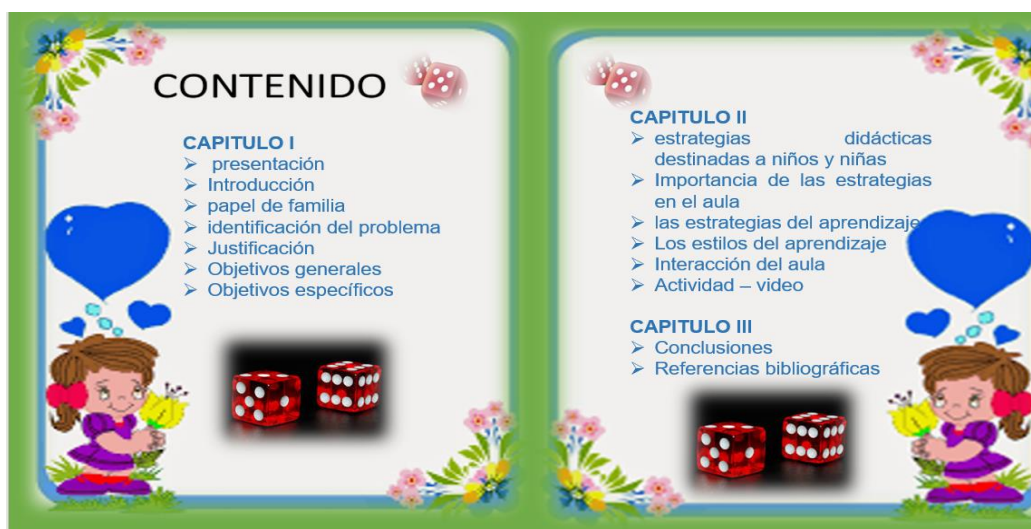 CONTENIDO
CAPITULO I
➢ presentación
➢ Introducción
➢ papel de familia
➢ identificación del problema
➢ Justificación
➢ Objetivos generales
➢ Objetivos específicos
CAPITULO II
➢ estrategias didácticas
destinadas a niños y niñas
➢ Importancia de las estrategias
en el aula
➢ las estrategias del aprendizaje
➢ Los estilos del aprendizaje
➢ Interacción del aula
➢ Actividad – video
CAPITULO III
➢ Conclusiones
➢ Referencias bibliográficas